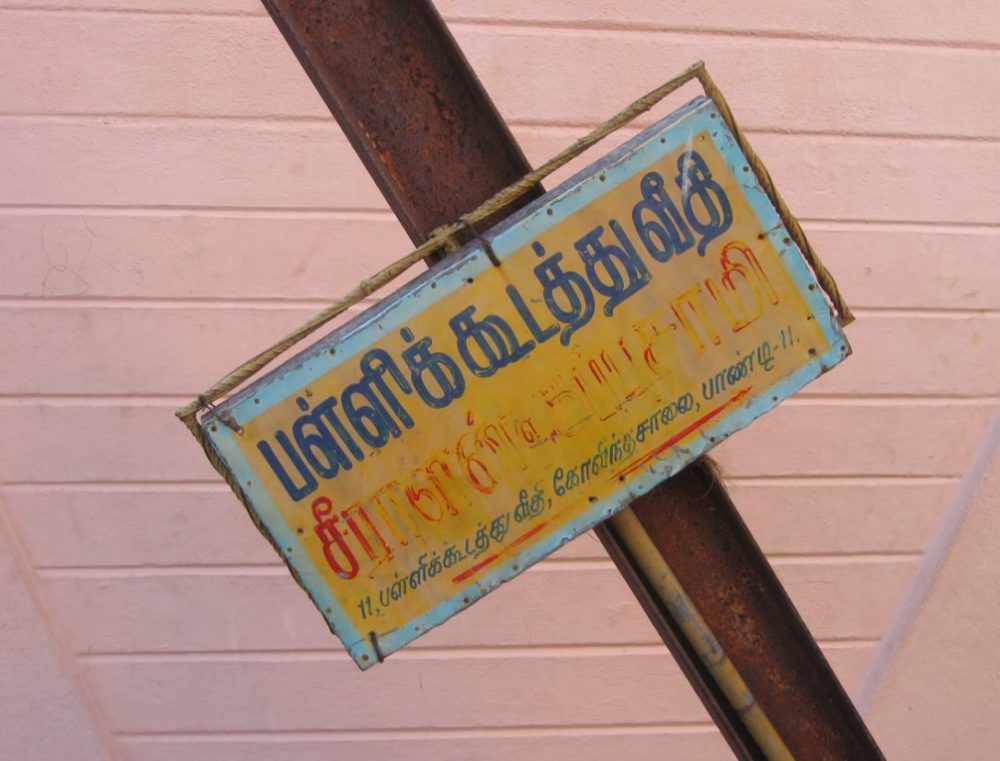 பள்ளிக்கூடத்து வீதி
11, பள்ளிக்கூடத்து வீதி, கோவிந்தசாலை, பாண்டி-11.